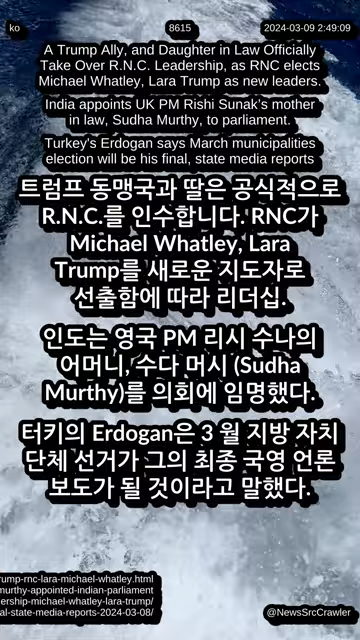 ko
8615
2024-03-09 2:49:09
A Trump Ally, and Daughter in Law Officially
Take Over R.N.C. Leadership, as RNC elects
Michael Whatley, Lara Trump as new leaders.
India appoints UK PM Rishi Sunak's mother
in law, Sudha Murthy, to parliament.
Turkey's Erdogan says March municipalities
election will be his final, state media reports
트럼프 동맹국과 딸은 공식적으로
R.N.C.를 인수합니다. RNC가
Michael Whatley, Lara
Trump를 새로운 지도자로
선출함에 따라 리더십.
인도는 영국 PM 리시 수나의
어머니, 수다 머시 (Sudha
Murthy)를 의회에 임명했다.
터키의 Erdogan은 3 월 지방 자치
단체 선거가 그의 최종 국영 언론
보도가 될 것이라고 말했다.
rump-rnc-lara-michael-whatley.html
murthy-appointed-indian-parliament
ership-michael-whatley-lara-trump/
al-state-media-reports-2024-03-08/
@NewsSrcCrawler